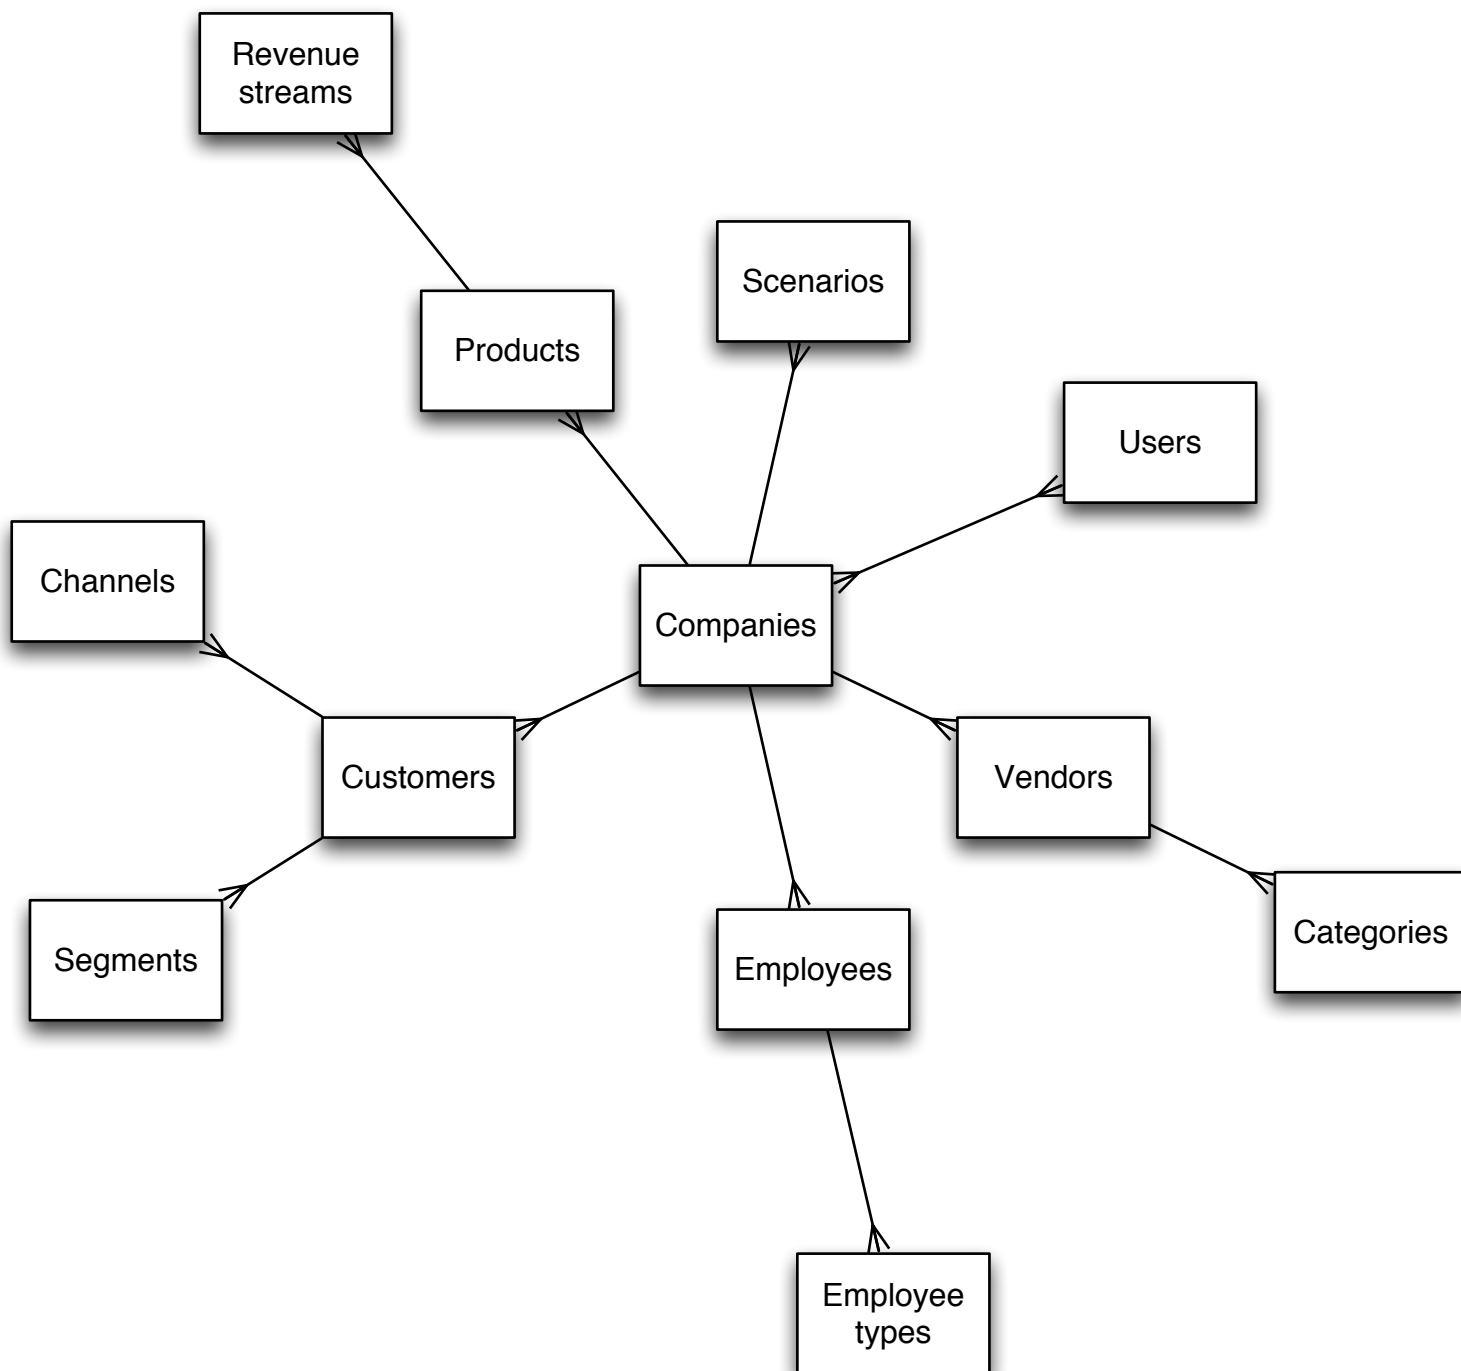 Revenue
streams
Scenarios
Products
Users
Channels
Companies
Customers
Vendors
Segments
Employees
Categories
Employee
types